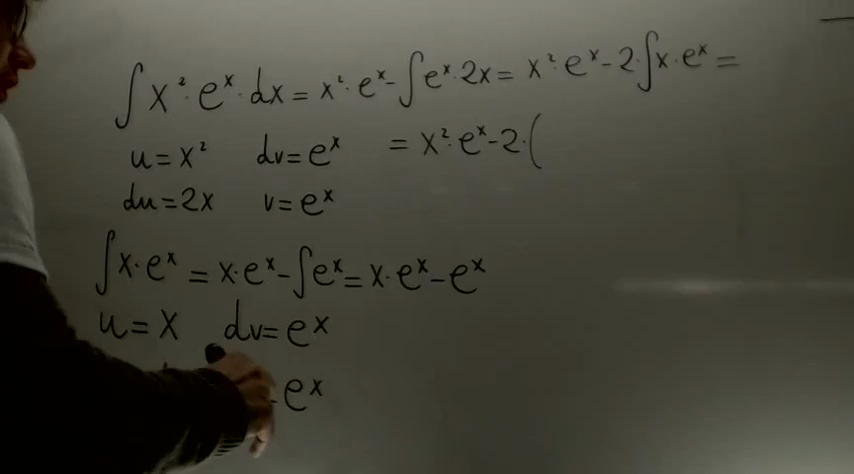 ∫x²·eˣ·dx = x²·eˣ-∫eˣ·2x = x²·eˣ-2·∫x·eˣ =
u=x² dv=eˣ = x²·eˣ-2·(
du=2x v=eˣ
∫x·eˣ = x·eˣ-∫eˣ = x·eˣ-eˣ
u=x dv=eˣ
eˣ